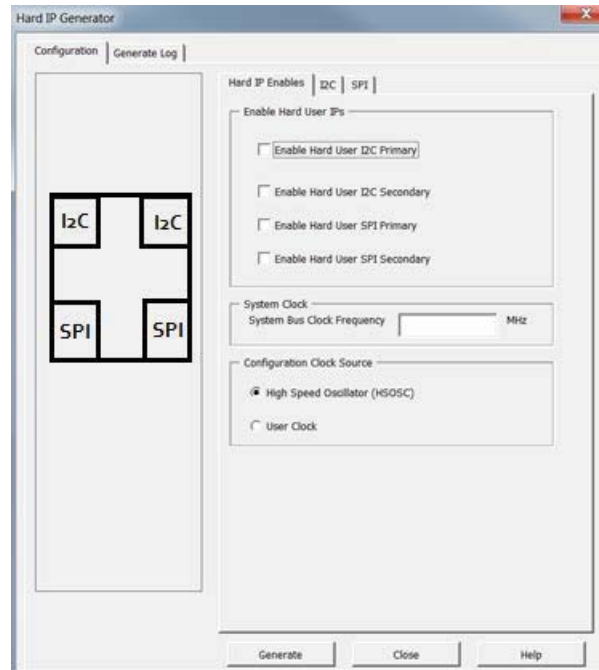 Hard IP Generator
Configuration
Generate Log
Hard IP Enables
I2C
SPI
Enable Hard User IPs
Enable Hard User I2C Primary
Enable Hard User I2C Secondary
Enable Hard User SPI Primary
Enable Hard User SPI Secondary
I2C
I2C
SPI
SPI
System Clock
System Bus Clock Frequency
MHz
Configuration Clock Source
High Speed Oscillator (HSOSC)
User Clock
Generate
Close
Help